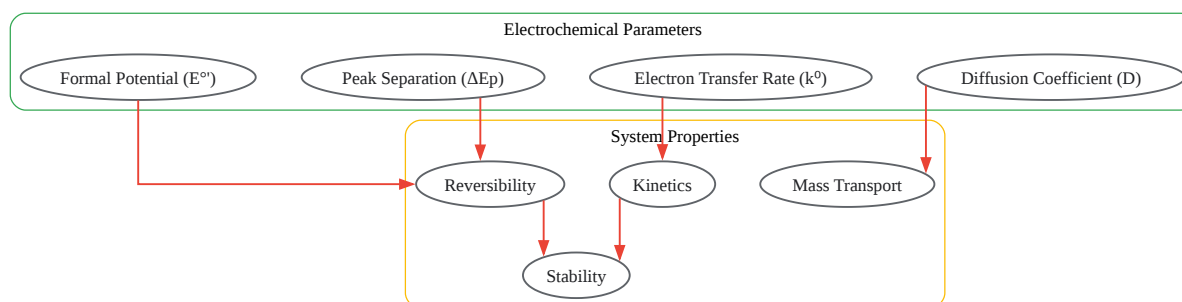 Electrochemical Parameters
Formal Potential (E°')
Peak Separation (ΔEp)
Electron Transfer Rate (k⁰)
Diffusion Coefficient (D)
System Properties
Reversibility
Kinetics
Mass Transport
Stability